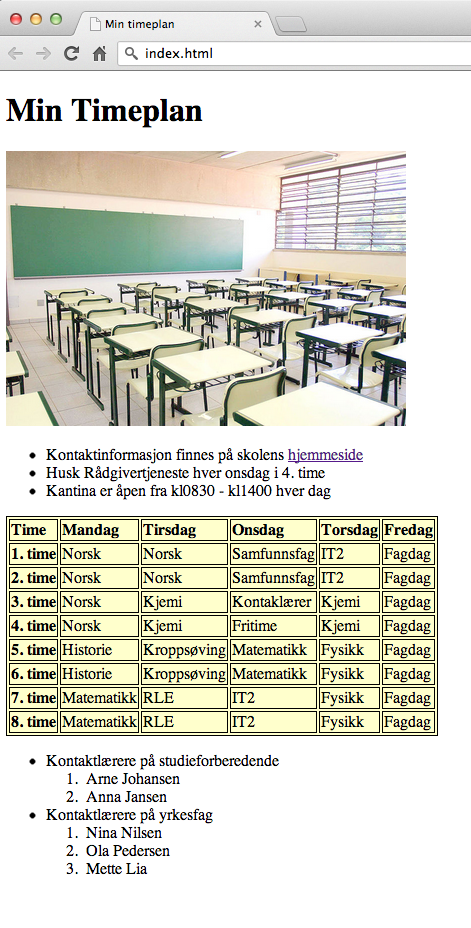 Min timeplan
index.html
Min Timeplan
Kontaktinformasjon finnes på skolens hjemmeside
Husk Rådgivertjeneste hver onsdag i 4. time
Kantina er åpen fra kl0830 - kl1400 hver dag
Time Mandag Tirsdag Onsdag Torsdag Fredag
1. time Norsk Norsk Samfunnsfag IT2 Fagdag
2. time Norsk Norsk Samfunnsfag IT2 Fagdag
3. time Norsk Kjemi Kontaklærer Kjemi Fagdag
4. time Norsk Kjemi Fritime Kjemi Fagdag
5. time Historie Kroppsøving Matematikk Fysikk Fagdag
6. time Historie Kroppsøving Matematikk Fysikk Fagdag
7. time Matematikk RLE IT2 Fysikk Fagdag
8. time Matematikk RLE IT2 Fysikk Fagdag
Kontaktlærere på studieforberedende
1. Arne Johansen
2. Anna Jansen
Kontaktlærere på yrkesfag
1. Nina Nilsen
2. Ola Pedersen
3. Mette Lia